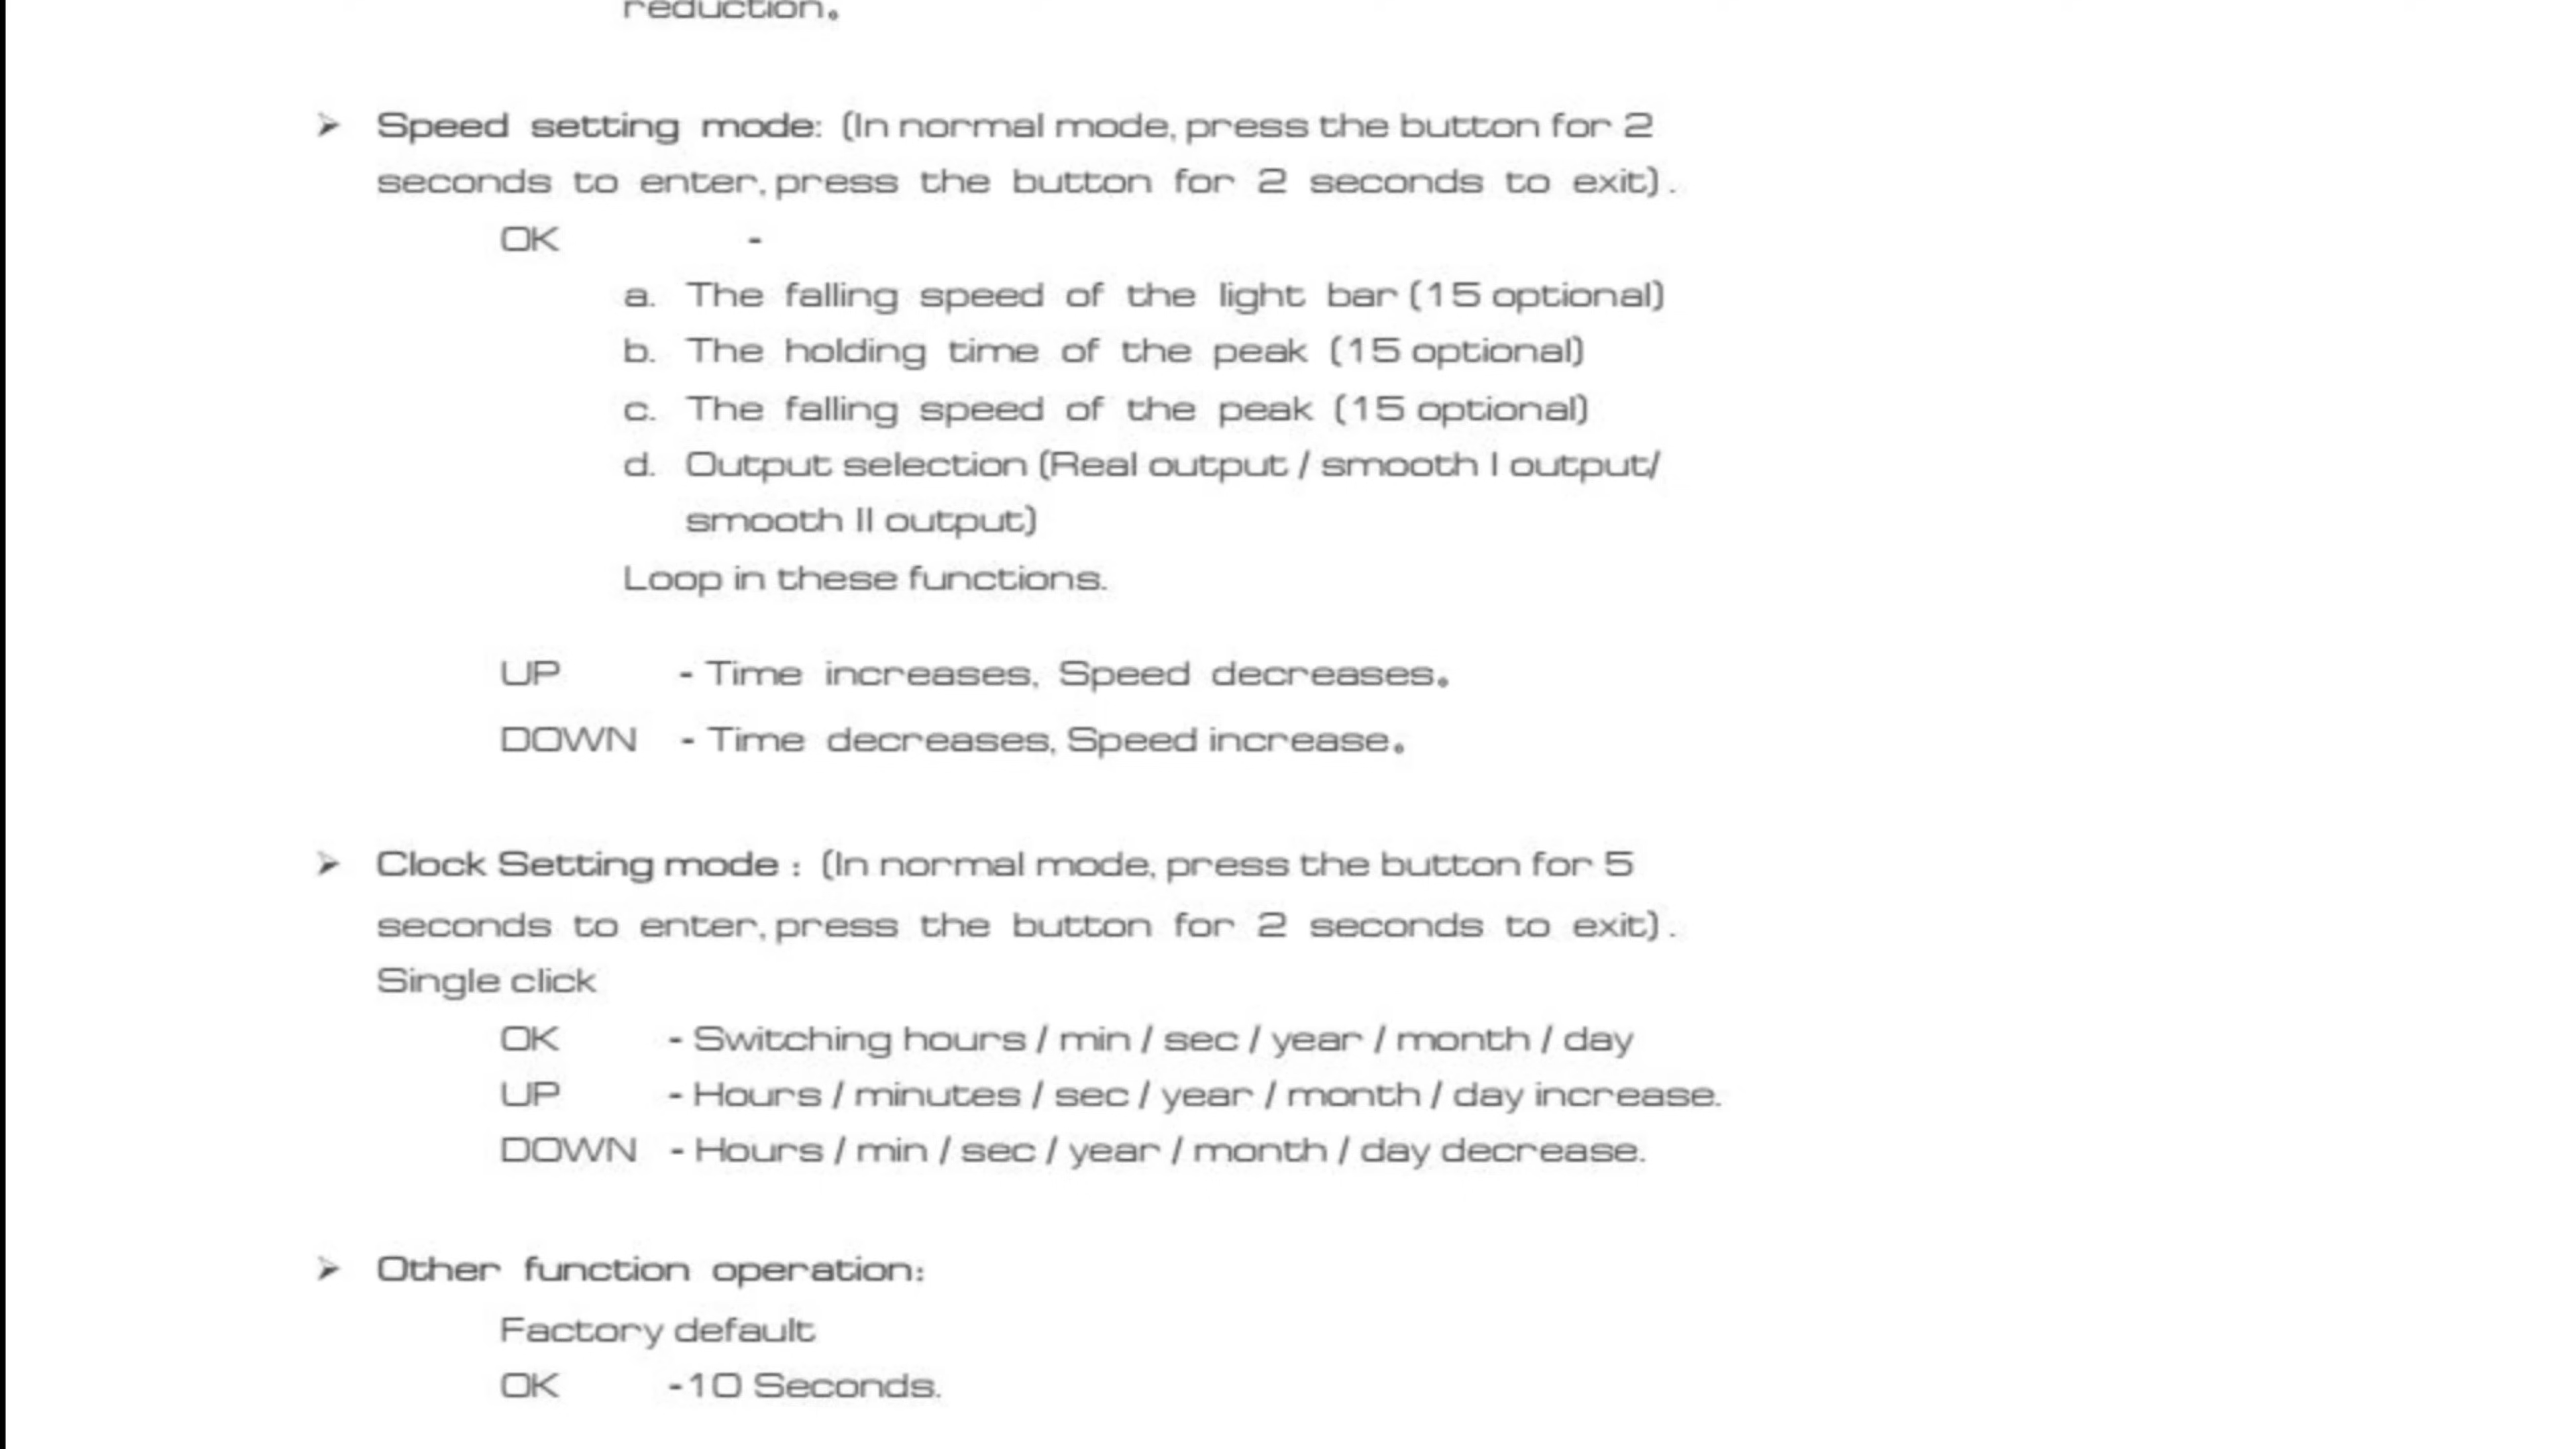 reduction。
➢ Speed setting mode: (In normal mode, press the button for 2
seconds to enter, press the button for 2 seconds to exit).
OK -
a. The falling speed of the light bar (15 optional)
b. The holding time of the peak (15 optional)
c. The falling speed of the peak (15 optional)
d. Output selection (Real output / smooth I output/
smooth II output)
Loop in these functions.
UP - Time increases, Speed decreases。
DOWN - Time decreases, Speed increase。
➢ Clock Setting mode : (In normal mode, press the button for 5
seconds to enter, press the button for 2 seconds to exit).
Single click
OK - Switching hours / min / sec / year / month / day
UP - Hours / minutes / sec / year / month / day increase.
DOWN - Hours / min / sec / year / month / day decrease.
➢ Other function operation:
Factory default
OK -10 Seconds.